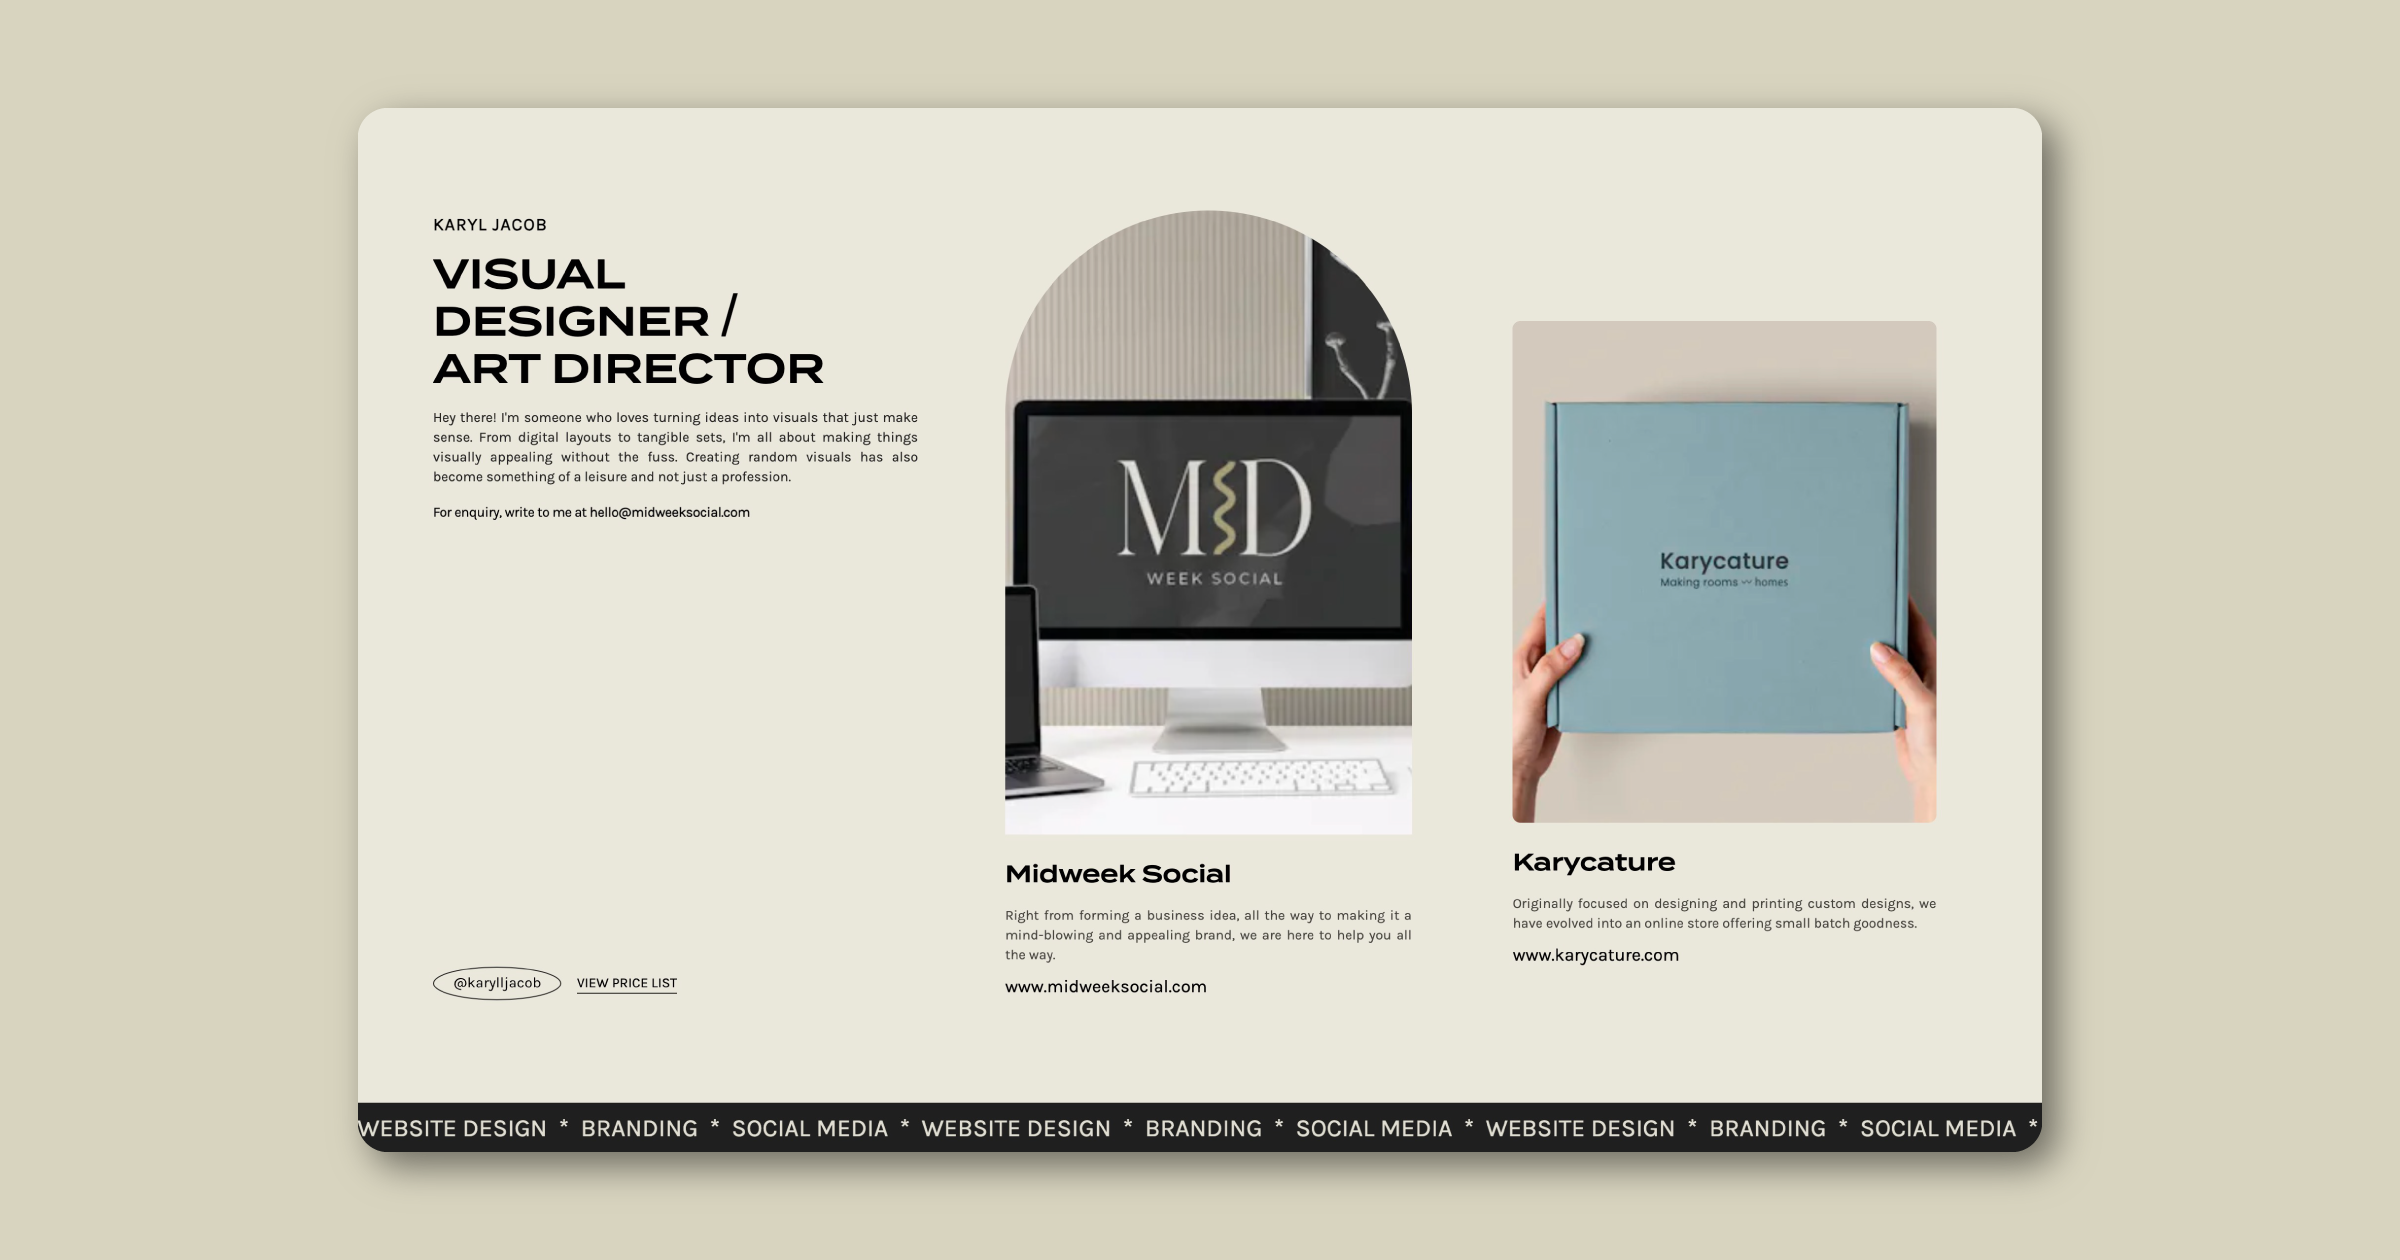 KARYL JACOB
VISUAL
DESIGNER /
ART DIRECTOR
Hey there! I'm someone who loves turning ideas into visuals that just make
sense. From digital layouts to tangible sets, I'm all about making things
visually appealing without the fuss. Creating random visuals has also
become something of a leisure and not just a profession.
For enquiry, write to me at hello@midweeksocial.com
@karylljacob
VIEW PRICE LIST
MID
WEEK SOCIAL
Midweek Social
Right from forming a business idea, all the way to making it a
mind-blowing and appealing brand, we are here to help you all
the way.
www.midweeksocial.com
Karycature
Making rooms 〰 homes
Karycature
Originally focused on designing and printing custom designs, we
have evolved into an online store offering small batch goodness.
www.karycature.com
WEBSITE DESIGN * BRANDING * SOCIAL MEDIA * WEBSITE DESIGN * BRANDING * SOCIAL MEDIA * WEBSITE DESIGN * BRANDING * SOCIAL MEDIA *